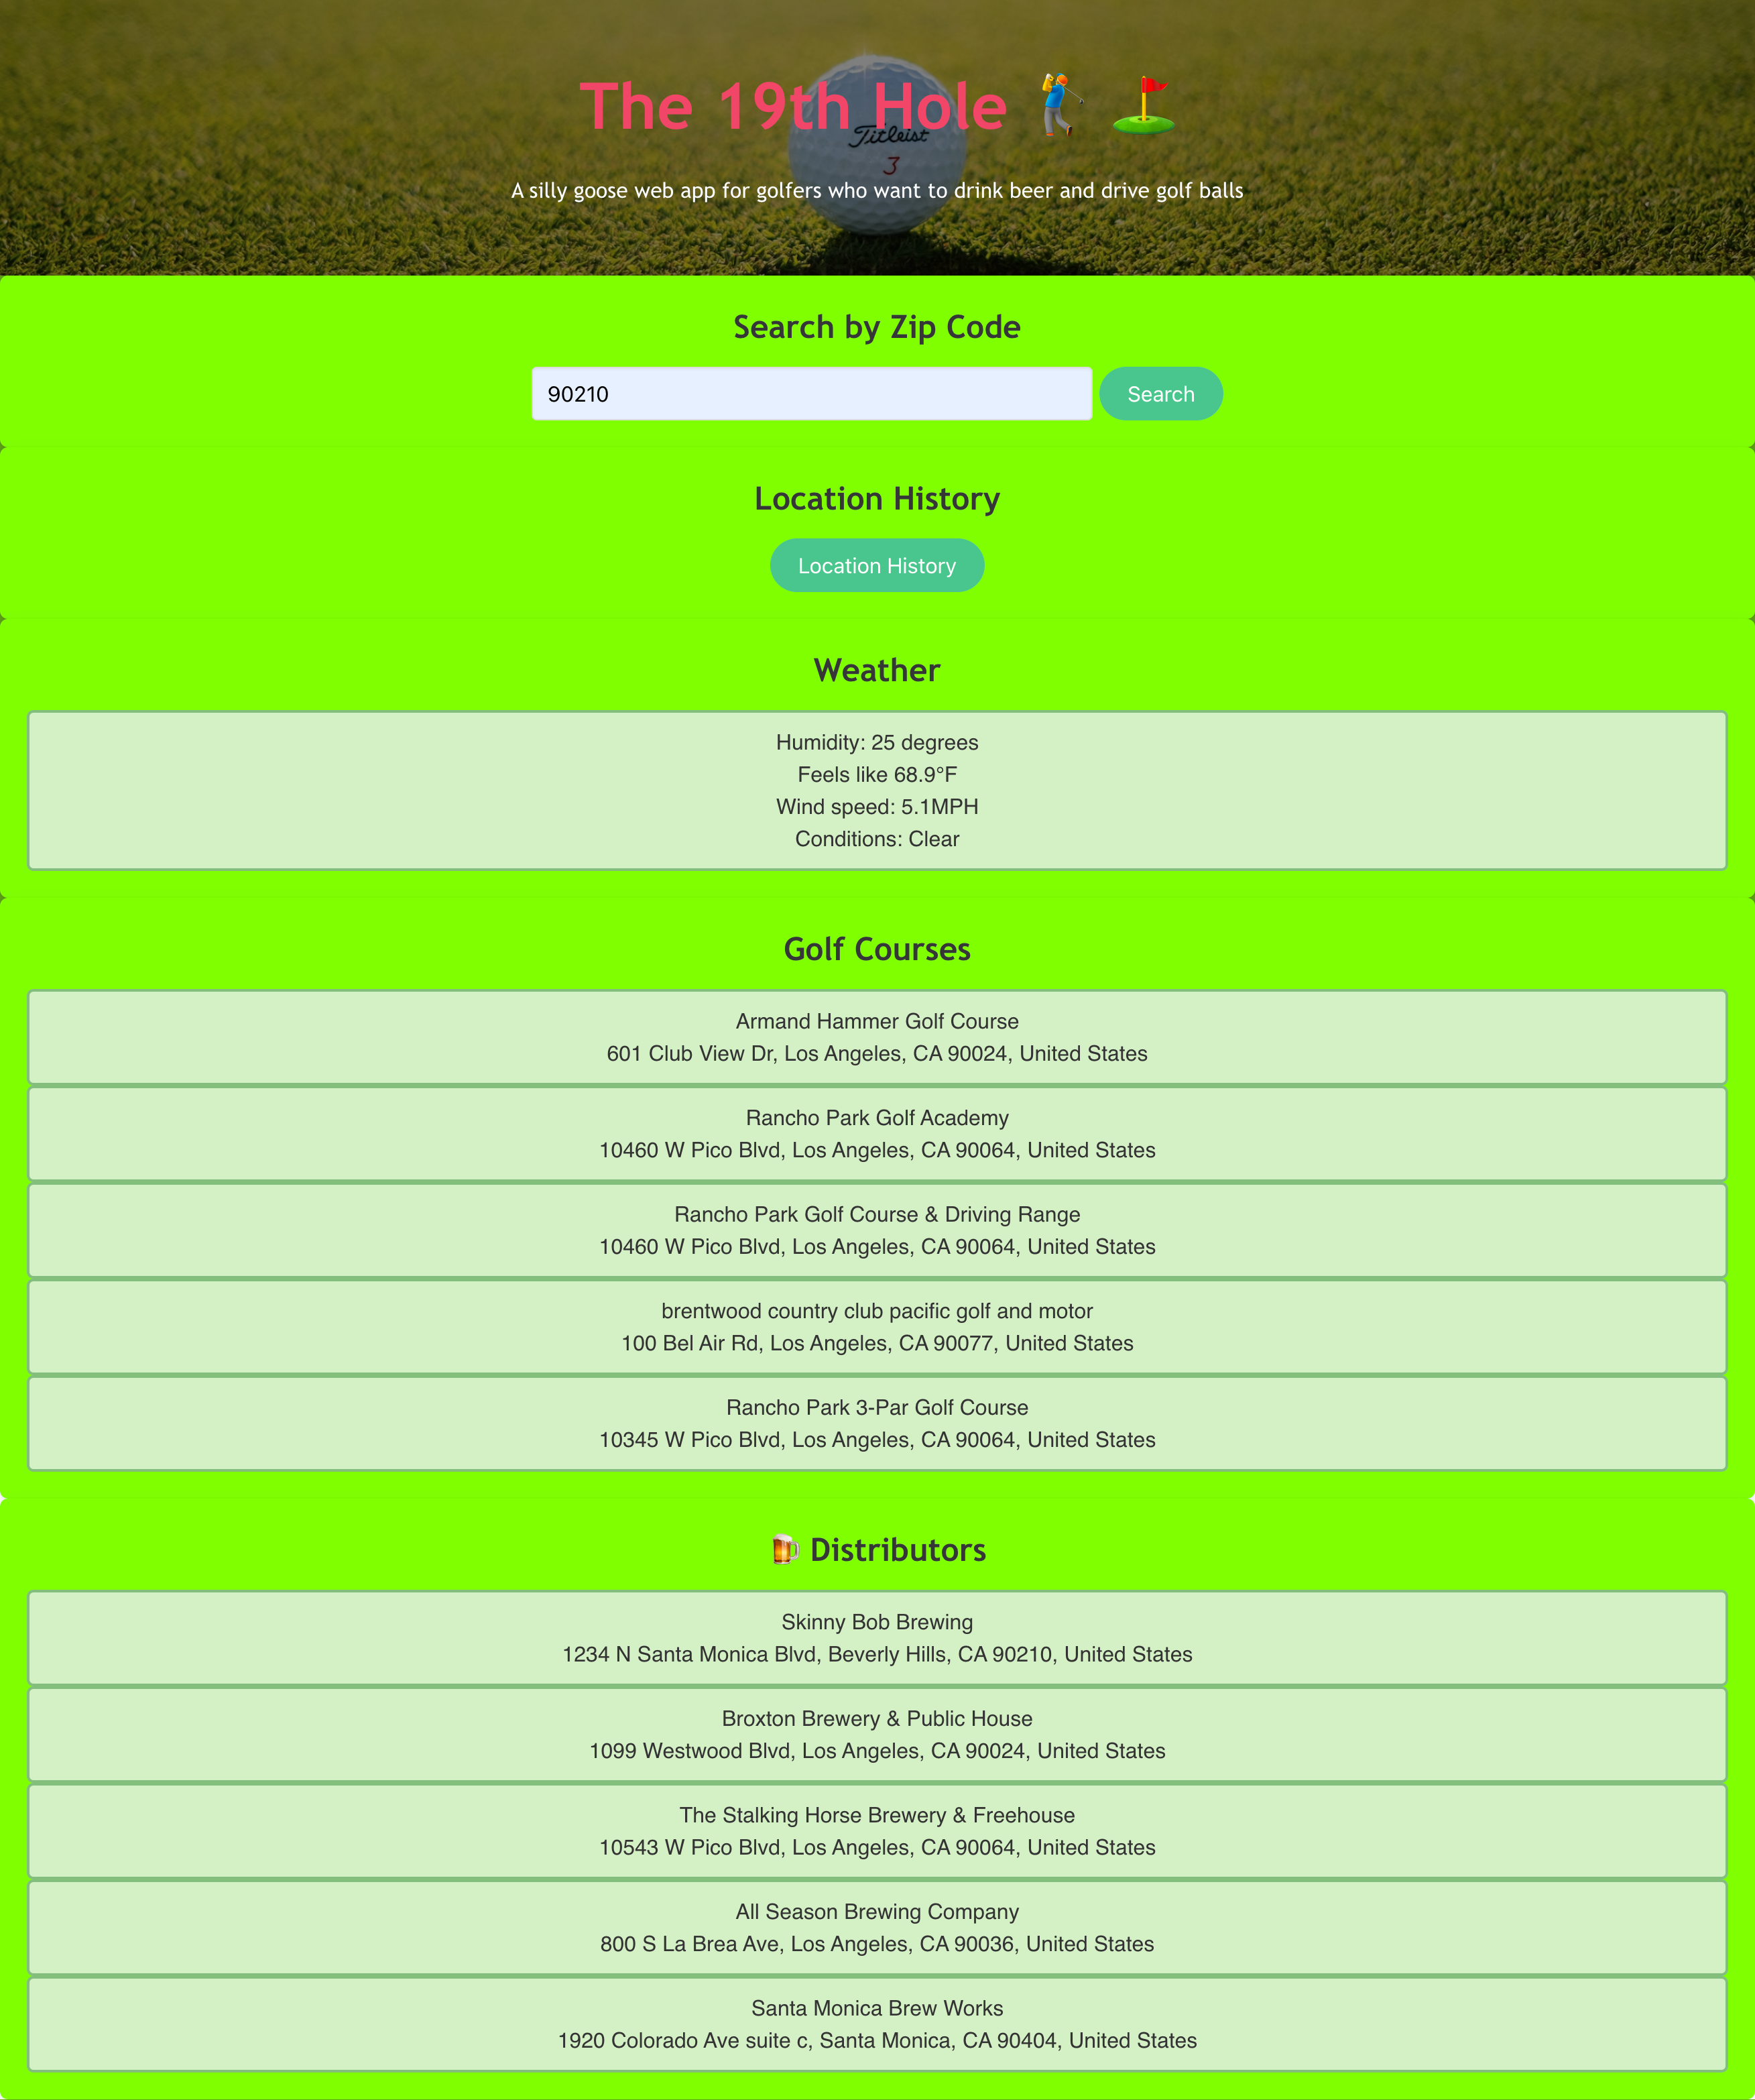 The 19th Hole
Titleist
3
A silly goose web app for golfers who want to drink beer and drive golf balls
Search by Zip Code
90210
Search
Location History
Location History
Weather
Humidity: 25 degrees
Feels like 68.9°F
Wind speed: 5.1MPH
Conditions: Clear
Golf Courses
Armand Hammer Golf Course
601 Club View Dr, Los Angeles, CA 90024, United States
Rancho Park Golf Academy
10460 W Pico Blvd, Los Angeles, CA 90064, United States
Rancho Park Golf Course & Driving Range
10460 W Pico Blvd, Los Angeles, CA 90064, United States
brentwood country club pacific golf and motor
100 Bel Air Rd, Los Angeles, CA 90077, United States
Rancho Park 3-Par Golf Course
10345 W Pico Blvd, Los Angeles, CA 90064, United States
🍺 Distributors
Skinny Bob Brewing
1234 N Santa Monica Blvd, Beverly Hills, CA 90210, United States
Broxton Brewery & Public House
1099 Westwood Blvd, Los Angeles, CA 90024, United States
The Stalking Horse Brewery & Freehouse
10543 W Pico Blvd, Los Angeles, CA 90064, United States
All Season Brewing Company
800 S La Brea Ave, Los Angeles, CA 90036, United States
Santa Monica Brew Works
1920 Colorado Ave suite c, Santa Monica, CA 90404, United States